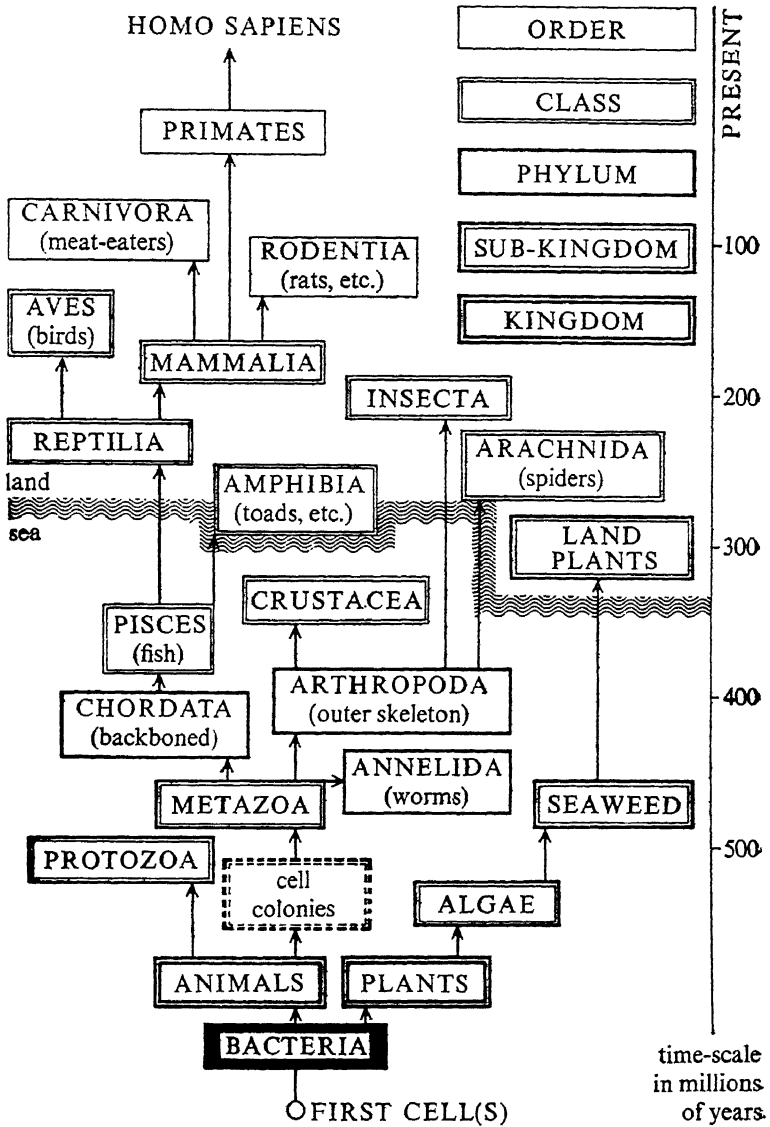 HOMO SAPIENS
ORDER
PRESENT
CLASS
PRIMATES
PHYLUM
CARNIVORA
(meat-eaters)
RODENTIA
(rats, etc.)
SUB-KINGDOM
100
AVES
(birds)
KINGDOM
MAMMALIA
INSECTA
200
REPTILIA
ARACHNIDA
(spiders)
land
sea
AMPHIBIA
(toads, etc.)
LAND
PLANTS
300
CRUSTACEA
PISCES
(fish)
ARTHROPODA
(outer skeleton)
400
CHORDATA
(backboned)
ANNELIDA
(worms)
METAZOA
SEAWEED
PROTOZOA
500
cell
colonies
ALGAE
ANIMALS
PLANTS
BACTERIA
FIRST CELL(S)
time-scale
in millions
of years.